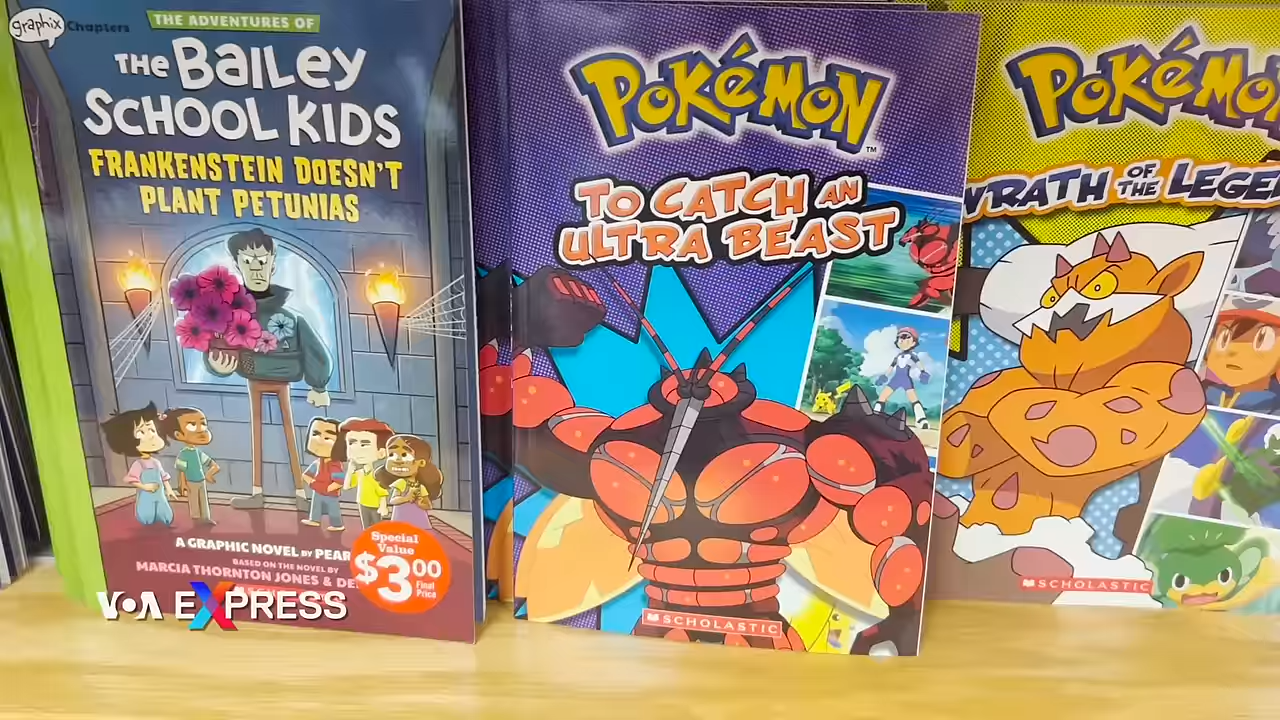 graphix Chapters
THE ADVENTURES OF
THE BAILEY
SCHOOL KIDS
FRANKENSTEIN DOESN'T
PLANT PETUNIAS
A GRAPHIC NOVEL BY
BASED ON THE NOVEL BY
MARCIA THORNTON JONES &
Special
Value
$3.00
Final
Price
POKÉMON
TM
TO CATCH AN
ULTRA BEAST
SCHOLASTIC
POKÉMO
WRATH OF THE LEGE
SCHOLASTIC
VOA EXPRESS